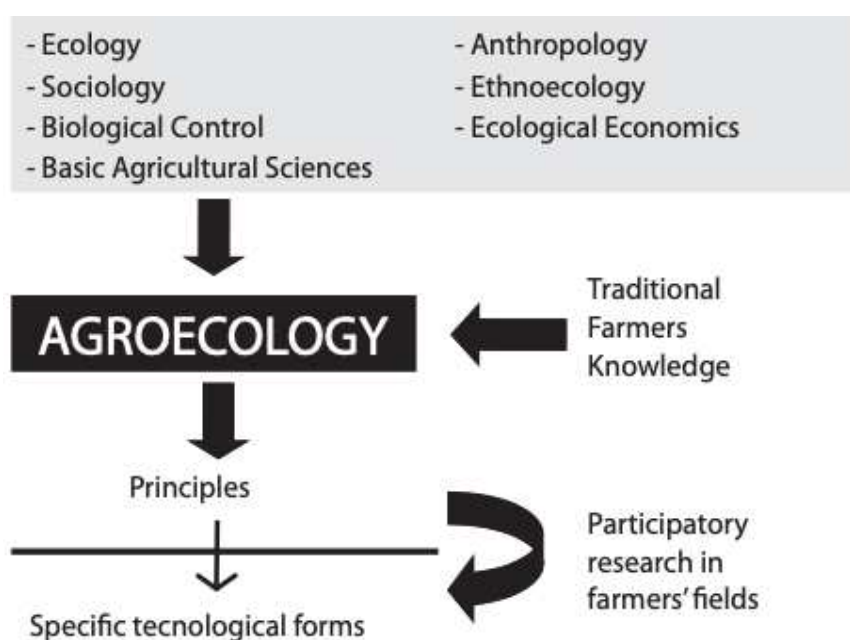 - Ecology
- Sociology
- Biological Control
- Basic Agricultural Sciences
- Anthropology
- Ethnoecology
- Ecological Economics
AGROECOLOGY
Traditional
Farmers
Knowledge
Principles
Participatory
research in
farmers' fields
Specific tecnological forms